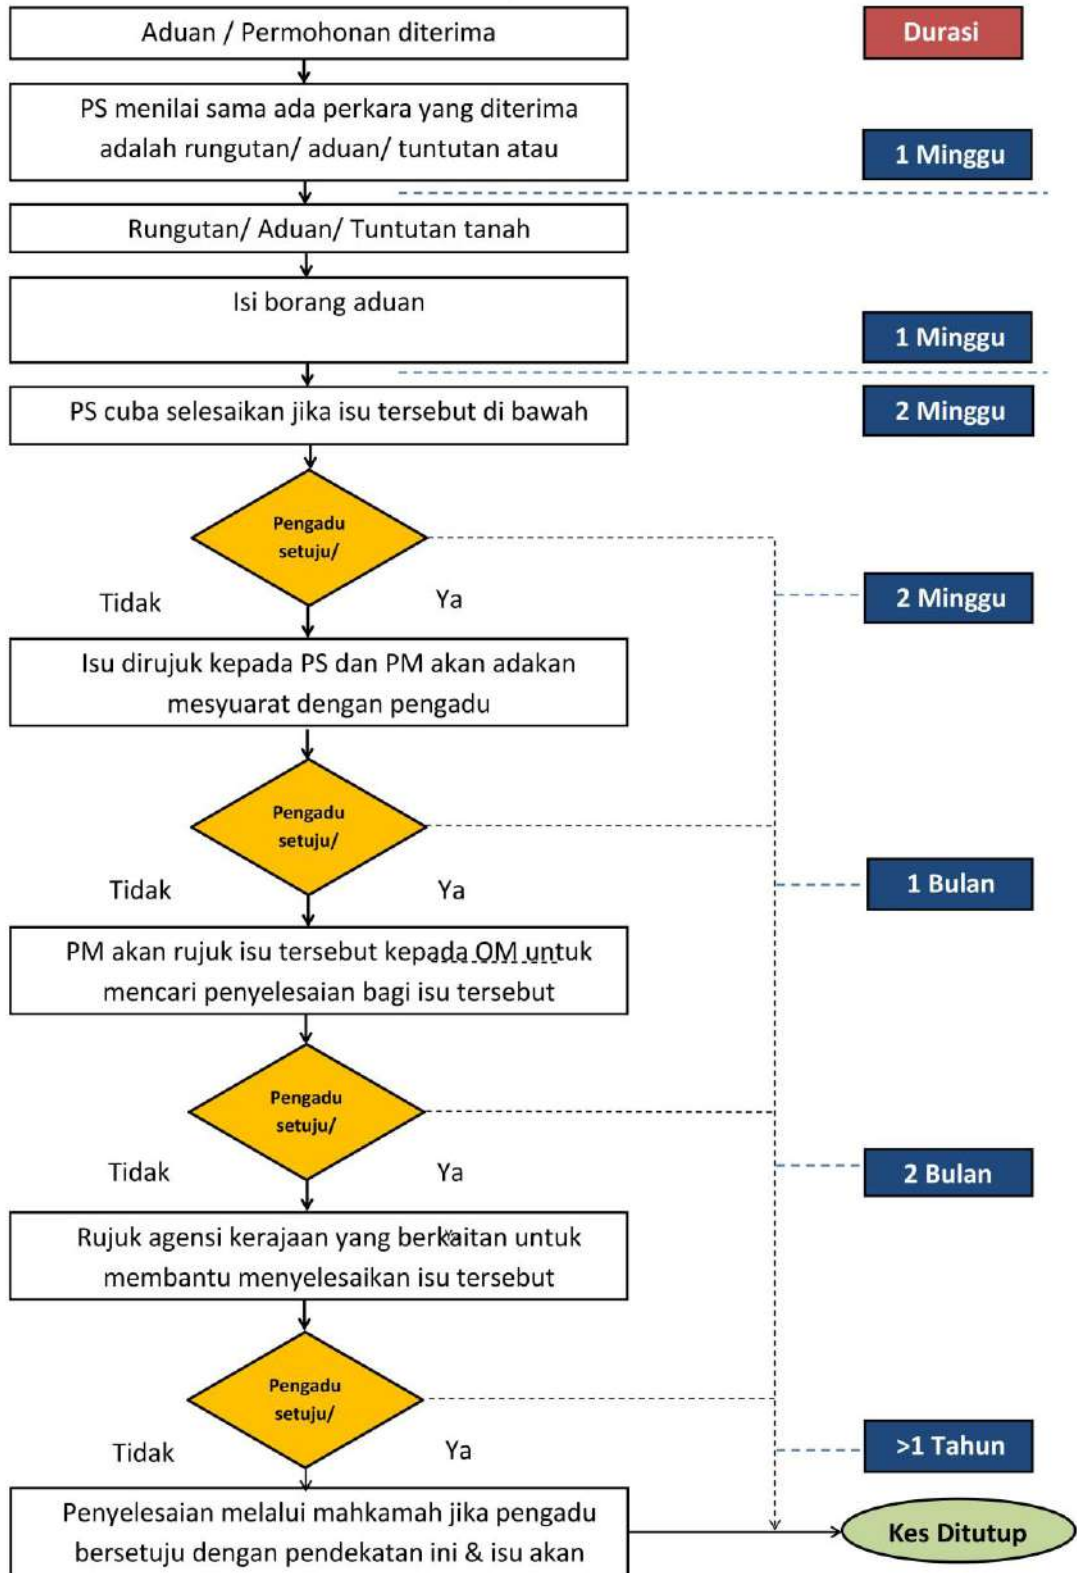 Aduan / Permohonan diterima
Durasi
PS menilai sama ada perkara yang diterima
adalah rungutan/ aduan/ tuntutan atau
1 Minggu
Rungutan/ Aduan/ Tuntutan tanah
Isi borang aduan
1 Minggu
PS cuba selesaikan jika isu tersebut di bawah
2 Minggu
Pengadu
setuju/
Tidak
Ya
2 Minggu
Isu dirujuk kepada PS dan PM akan adakan
mesyuarat dengan pengadu
Pengadu
setuju/
Tidak
Ya
1 Bulan
PM akan rujuk isu tersebut kepada OM untuk
mencari penyelesaian bagi isu tersebut
Pengadu
setuju/
Tidak
Ya
2 Bulan
Rujuk agensi kerajaan yang berkaitan untuk
membantu menyelesaikan isu tersebut
Pengadu
setuju/
Tidak
Ya
>1 Tahun
Penyelesaian melalui mahkamah jika pengadu
bersetuju dengan pendekatan ini & isu akan
Kes Ditutup